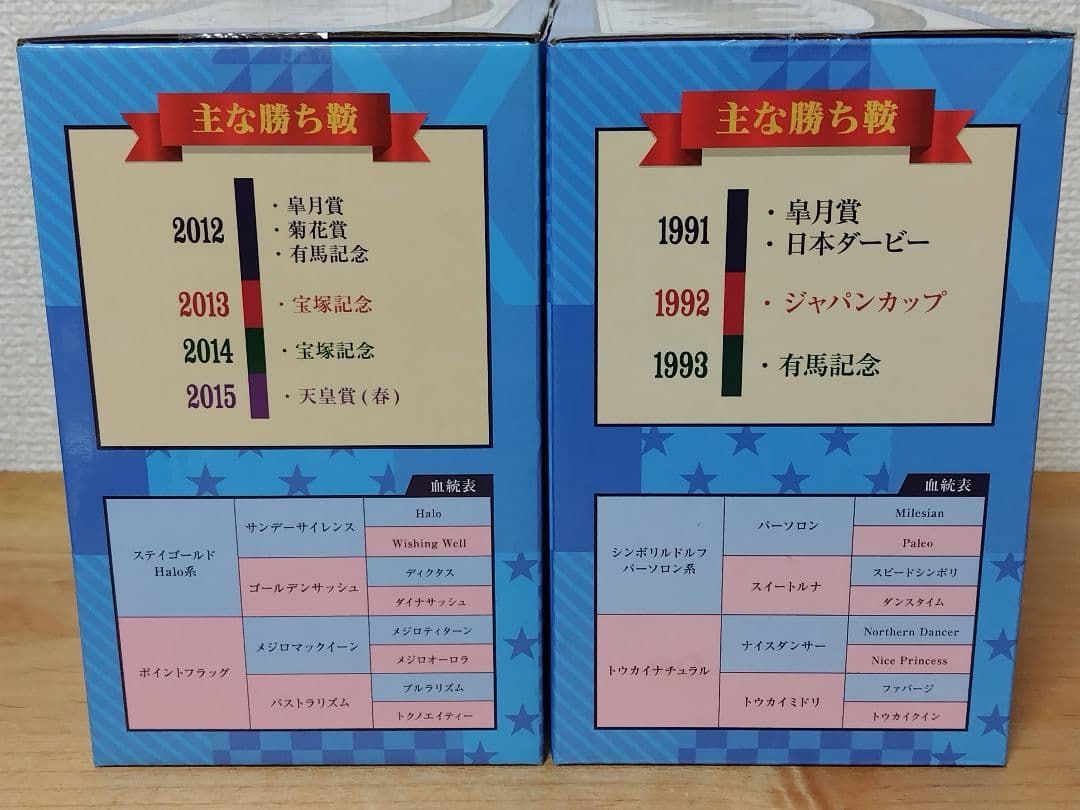 主な勝ち鞍
2012
・皐月賞
・菊花賞
・有馬記念
2013
・宝塚記念
2014
・宝塚記念
2015
・天皇賞(春)
血統表
ステイゴールド
Halo系
サンデーサイレンス
Halo
Wishing Well
ゴールデンサッシュ
ディクタス
ダイナサッシュ
ポイントフラッグ
メジロマックイーン
メジロティターン
メジロオーロラ
パストラリズム
プルラリズム
トクノエイティー
主な勝ち鞍
1991
・皐月賞
・日本ダービー
1992
・ジャパンカップ
1993
・有馬記念
血統表
シンボリルドルフ
パーソロン系
パーソロン
Milesian
Paleo
スイートルナ
スピードシンボリ
ダンスタイム
トウカイナチュラル
ナイスダンサー
Northern Dancer
Nice Princess
トウカイミドリ
ファバージ
トウカイクイン